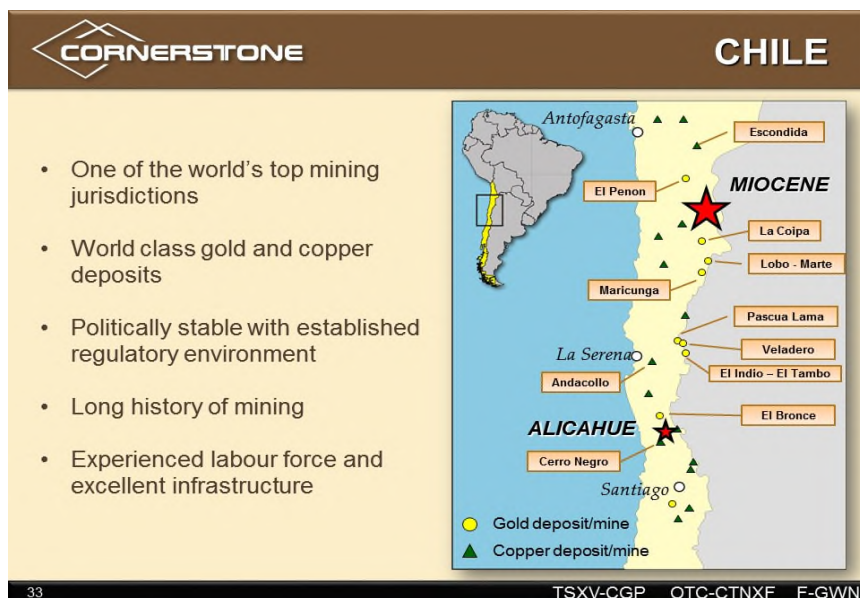 CORNERSTONE
CHILE
• One of the world's top mining
jurisdictions
• World class gold and copper
deposits
• Politically stable with established
regulatory environment
• Long history of mining
• Experienced labour force and
excellent infrastructure
Antofagasta
Escondida
El Penon
MIOCENE
La Coipa
Lobo - Marte
Maricunga
Pascua Lama
La Serena
Veladero
El Indio – El Tambo
Andacollo
El Bronce
ALICAHUE
Cerro Negro
Santiago
Gold deposit/mine
Copper deposit/mine
33
TSXV-CGP OTC-CTNXF F-GWN